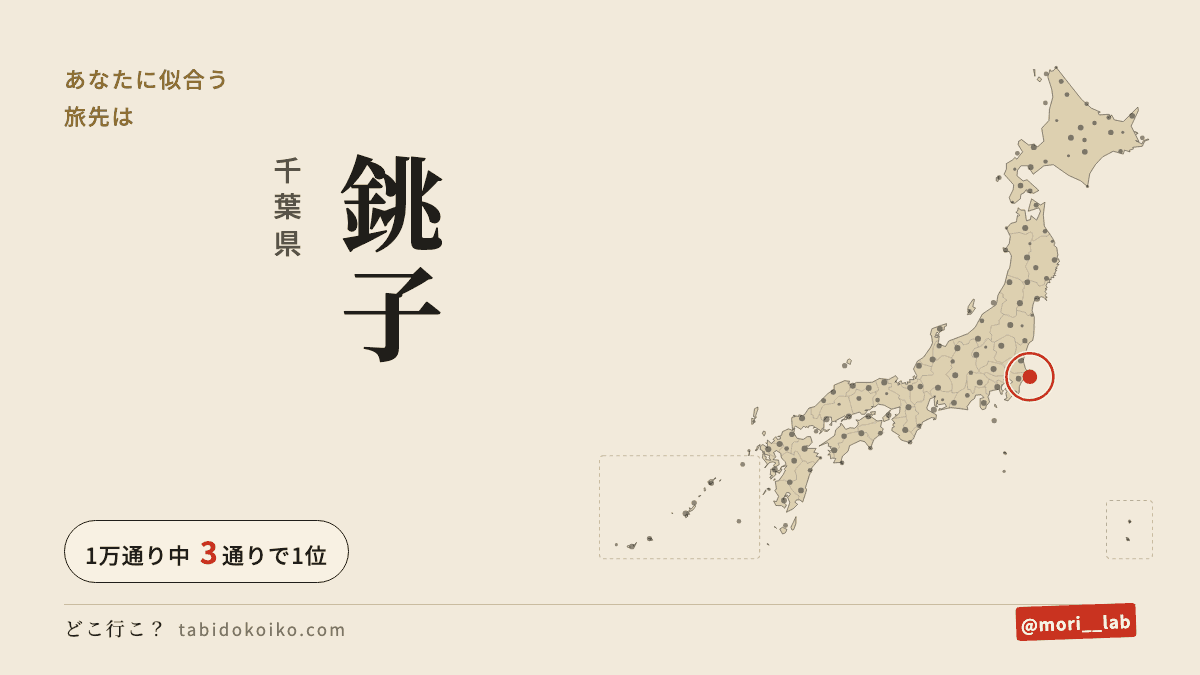 あなたに似合う
旅先は
銚子
千葉県
1万通り中 3通りで1位
どこ行こ？ tabidokoiko.com
@mori__lab